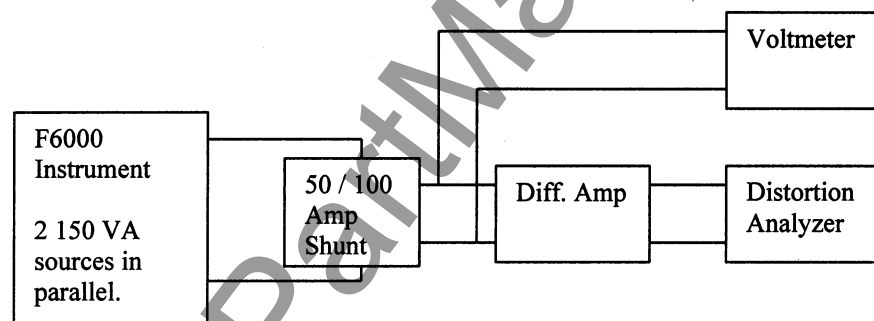 Voltmeter
F6000
Instrument
2 150 VA
sources in
parallel.
50 / 100
Amp
Shunt
Diff. Amp
Distortion
Analyzer